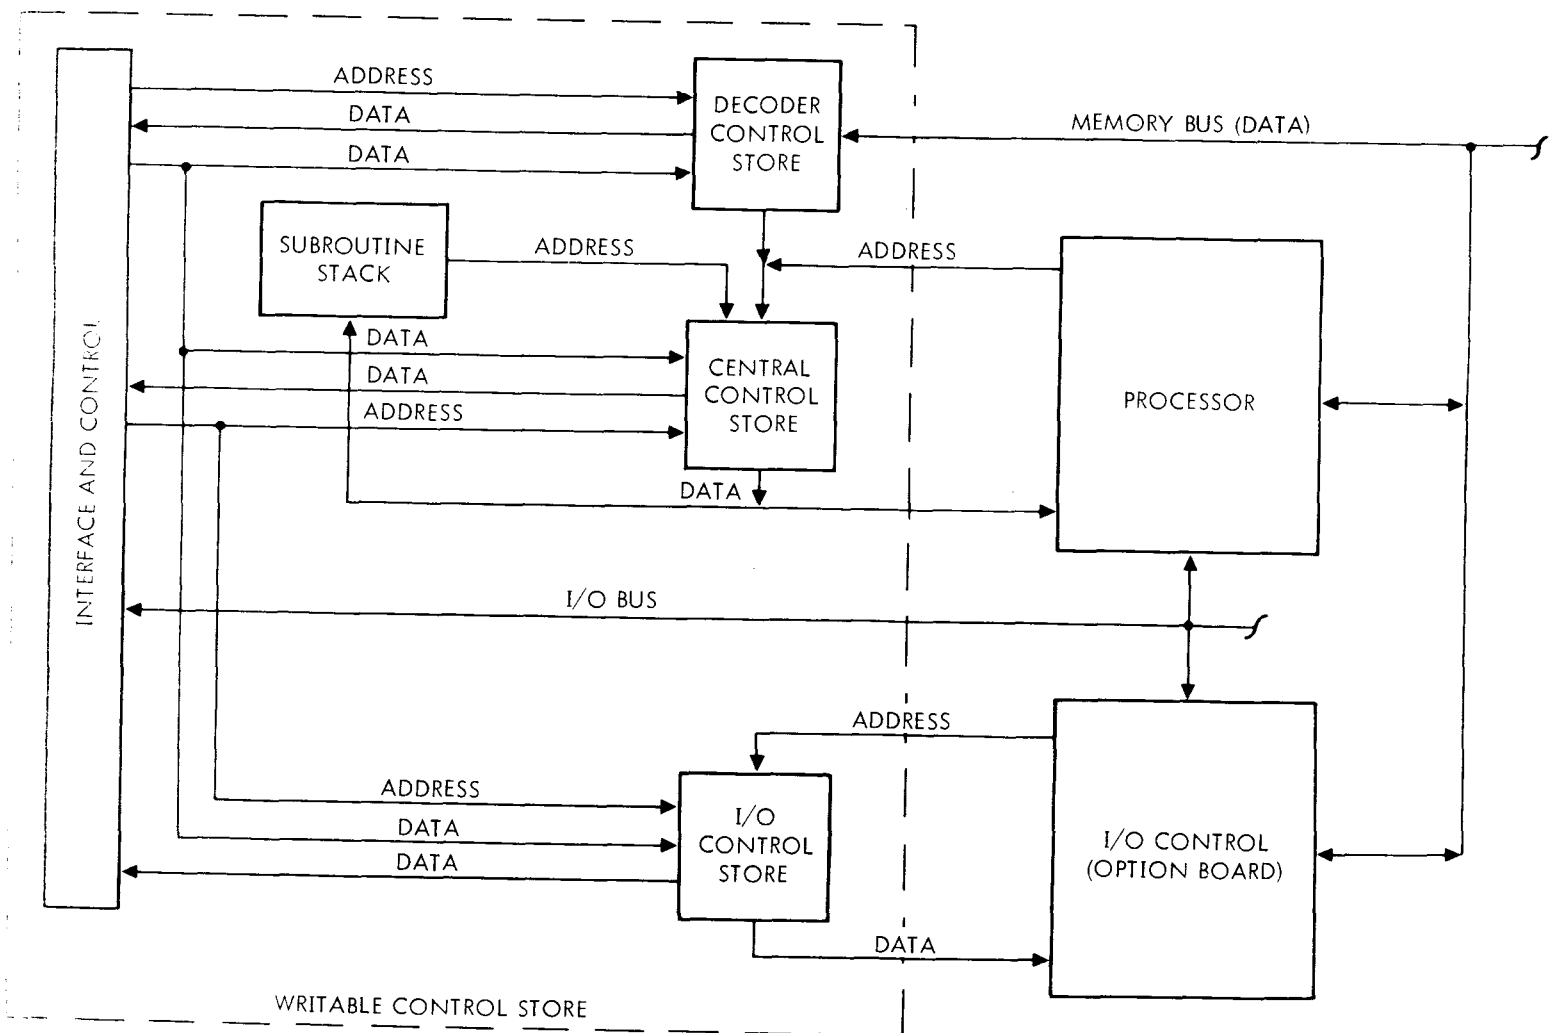 ADDRESS
DATA
DATA
DECODER
CONTROL
STORE
MEMORY BUS (DATA)
SUBROUTINE
STACK
ADDRESS
ADDRESS
DATA
DATA
ADDRESS
CENTRAL
CONTROL
STORE
PROCESSOR
DATA
INTERFACE AND CONTROL
I/O BUS
ADDRESS
ADDRESS
DATA
DATA
I/O
CONTROL
STORE
I/O CONTROL
(OPTION BOARD)
DATA
WRITABLE CONTROL STORE